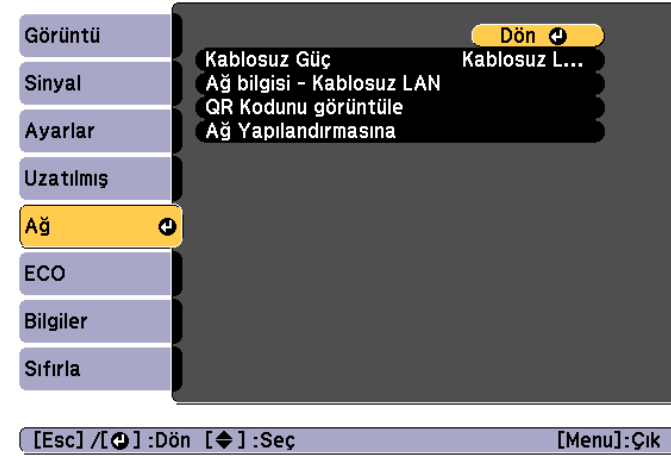 Görüntü
Sinyal
Ayarlar
Uzatılmış
Ağ
ECO
Bilgiler
Sıfırla
Dön
Kablosuz Güç Kablosuz L...
Ağ bilgisi - Kablosuz LAN
QR Kodunu görüntüle
Ağ Yapılandırmasına
[Esc] /[⏎] :Dön [◆] :Seç [Menu]:Çık